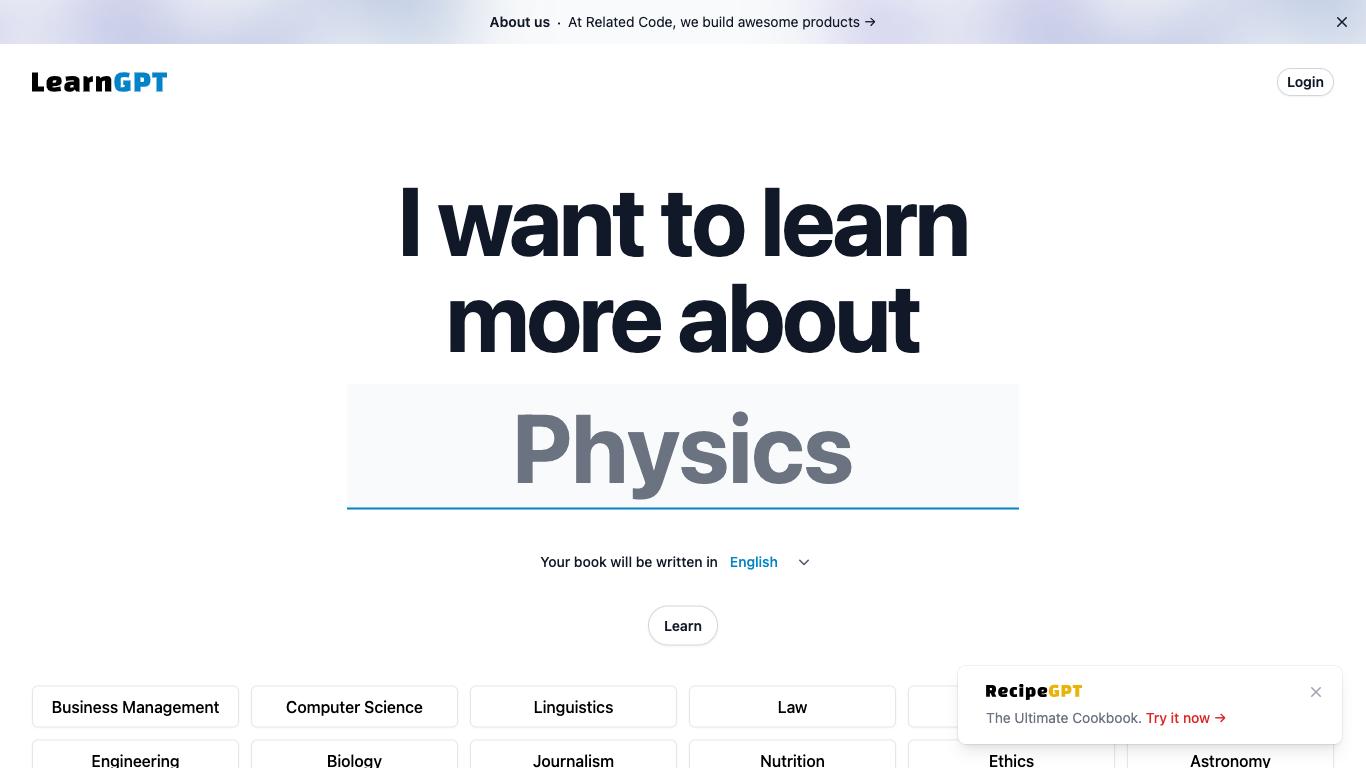 About us · At Related Code, we build awesome products →
LearnGPT
Login
I want to learn
more about
Physics
Your book will be written in English
Learn
Business Management
Computer Science
Linguistics
Law
RecipeGPT
The Ultimate Cookbook. Try it now →
Engineering
Biology
Journalism
Nutrition
Ethics
Astronomy